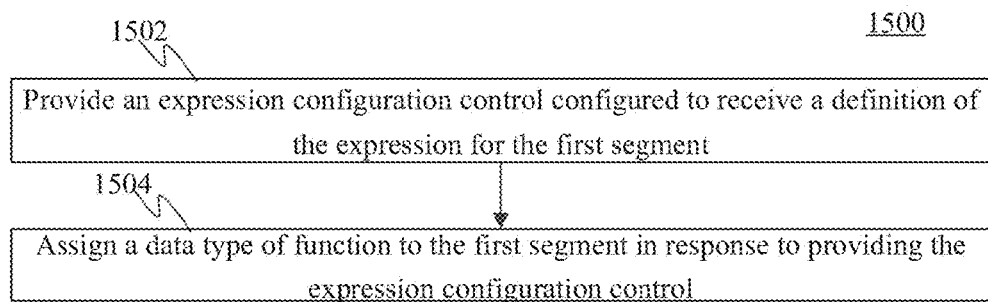 1502
1500
Provide an expression configuration control configured to receive a definition of
the expression for the first segment
1504
Assign a data type of function to the first segment in response to providing the
expression configuration control